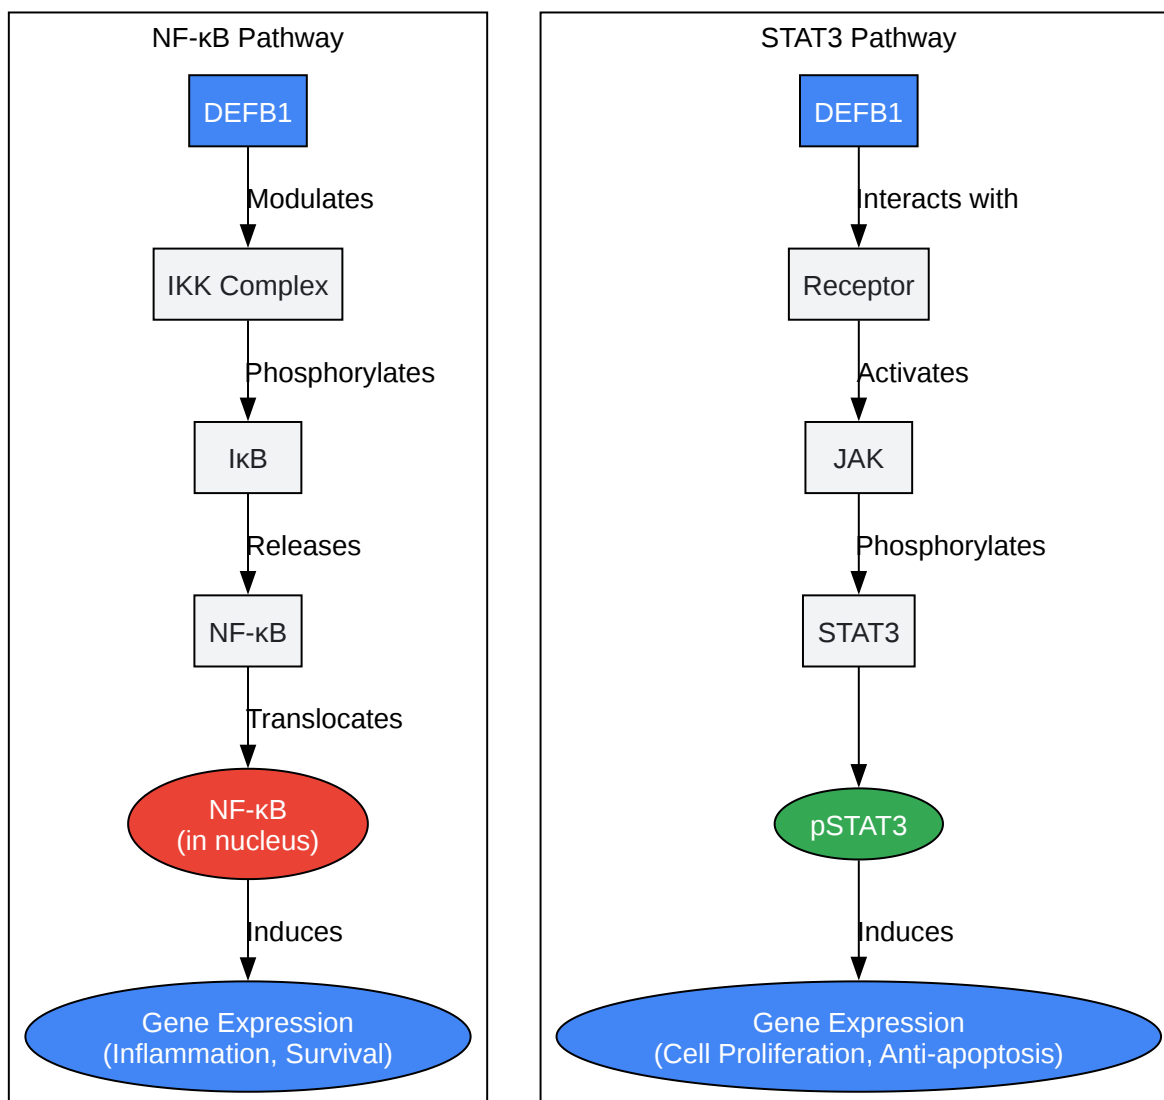 NF-κB Pathway
DEFB1
Modulates
IKK Complex
Phosphorylates
IκB
Releases
NF-κB
Translocates
NF-κB
(in nucleus)
Induces
Gene Expression
(Inflammation, Survival)
STAT3 Pathway
DEFB1
Interacts with
Receptor
Activates
JAK
Phosphorylates
STAT3
pSTAT3
Induces
Gene Expression
(Cell Proliferation, Anti-apoptosis)